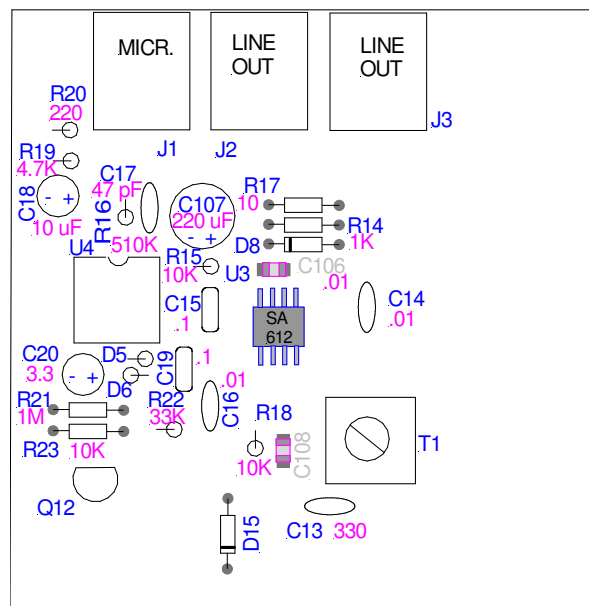 MICR.
LINE
OUT
LINE
OUT
J1
J2
J3
R20
220
R19
4.7K
C18
- +
10 uF
C17
47 pF
R16
510K
C107
220 uF
- +
R17
10
R14
1K
D8
U4
R15
10K
U3
C106
.01
C15
.1
SA
612
C14
.01
C20
3.3
- +
D5
D6
C19
.1
.01
C16
R21
1M
R22
33K
R23
10K
R18
10K
C108
T1
Q12
D15
C13
330